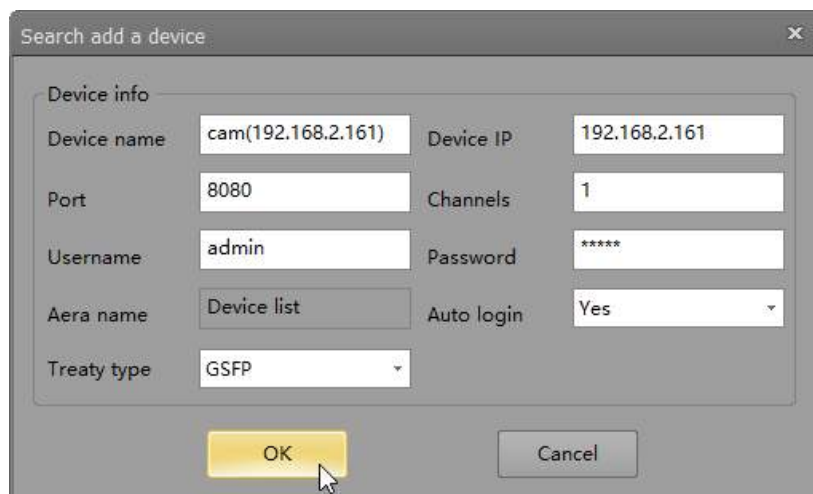 Search add a device
Device info
Device name cam(192.168.2.161) Device IP 192.168.2.161
Port 8080 Channels 1
Username admin Password *****
Aera name Device list Auto login Yes
Treaty type GSFP
OK Cancel